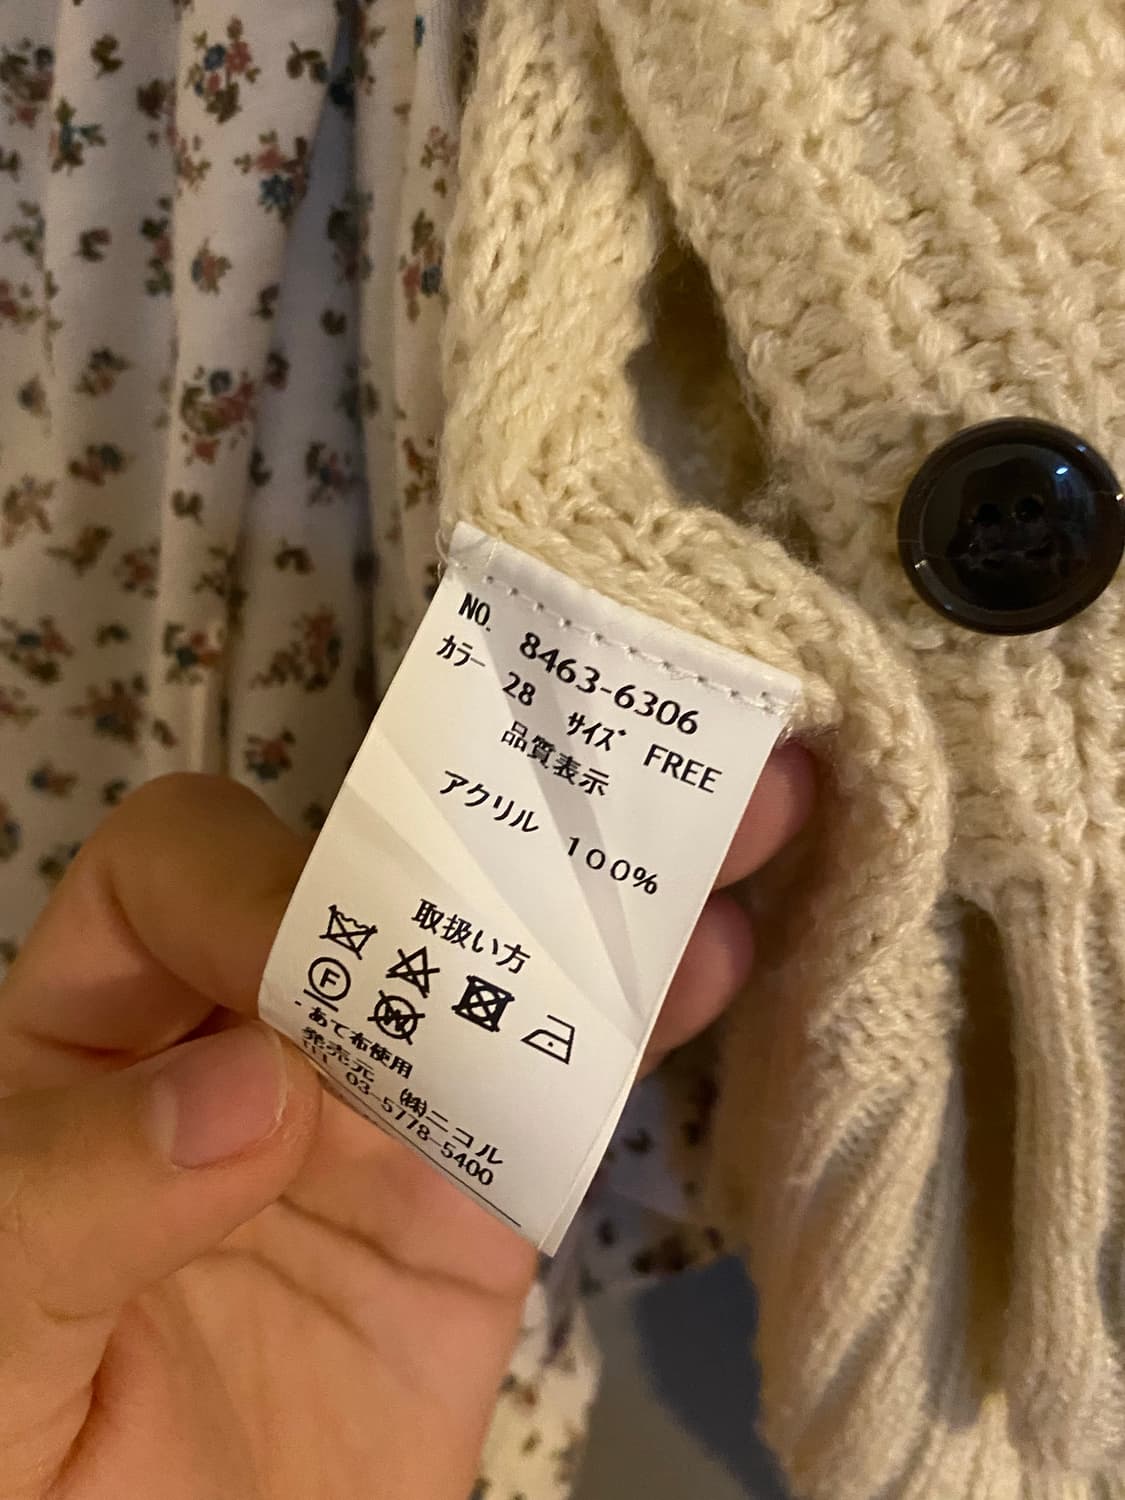 NO. 8463-6306
カラー 28 サイズ FREE
品質表示
アクリル 100%
取扱い方
F
W
・あて布使用
発売元 ㈱ニコル
TEL 03-5778-5400